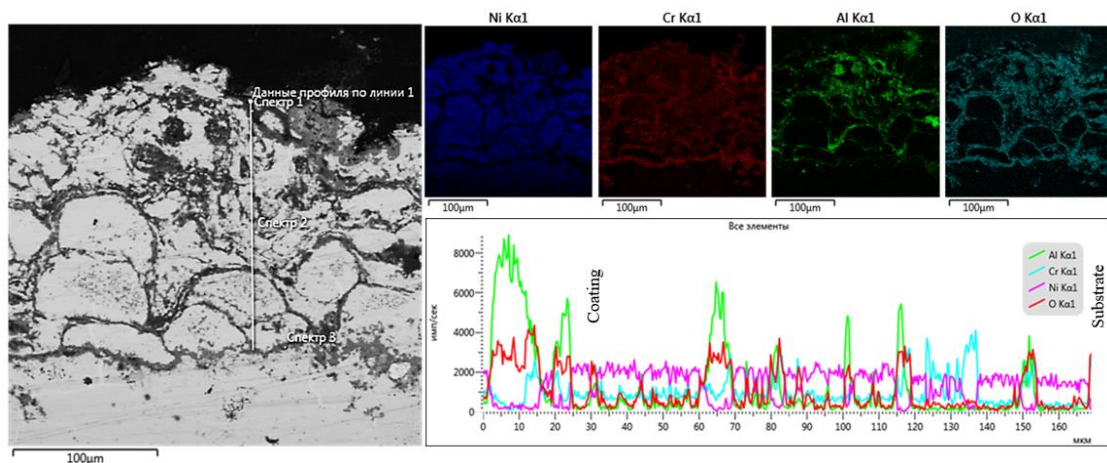 Данные профиля по линии 1
Спектр 1
Спектр 2
Спектр 3
100μm
Ni Kα1
Cr Kα1
Al Kα1
O Kα1
100μm
100μm
100μm
100μm
Все элементы
имп/сек
8000
6000
4000
2000
0
Coating
Substrate
Al Kα1
Cr Kα1
Ni Kα1
O Kα1
0 10 20 30 40 50 60 70 80 90 100 110 120 130 140 150 160
мкм